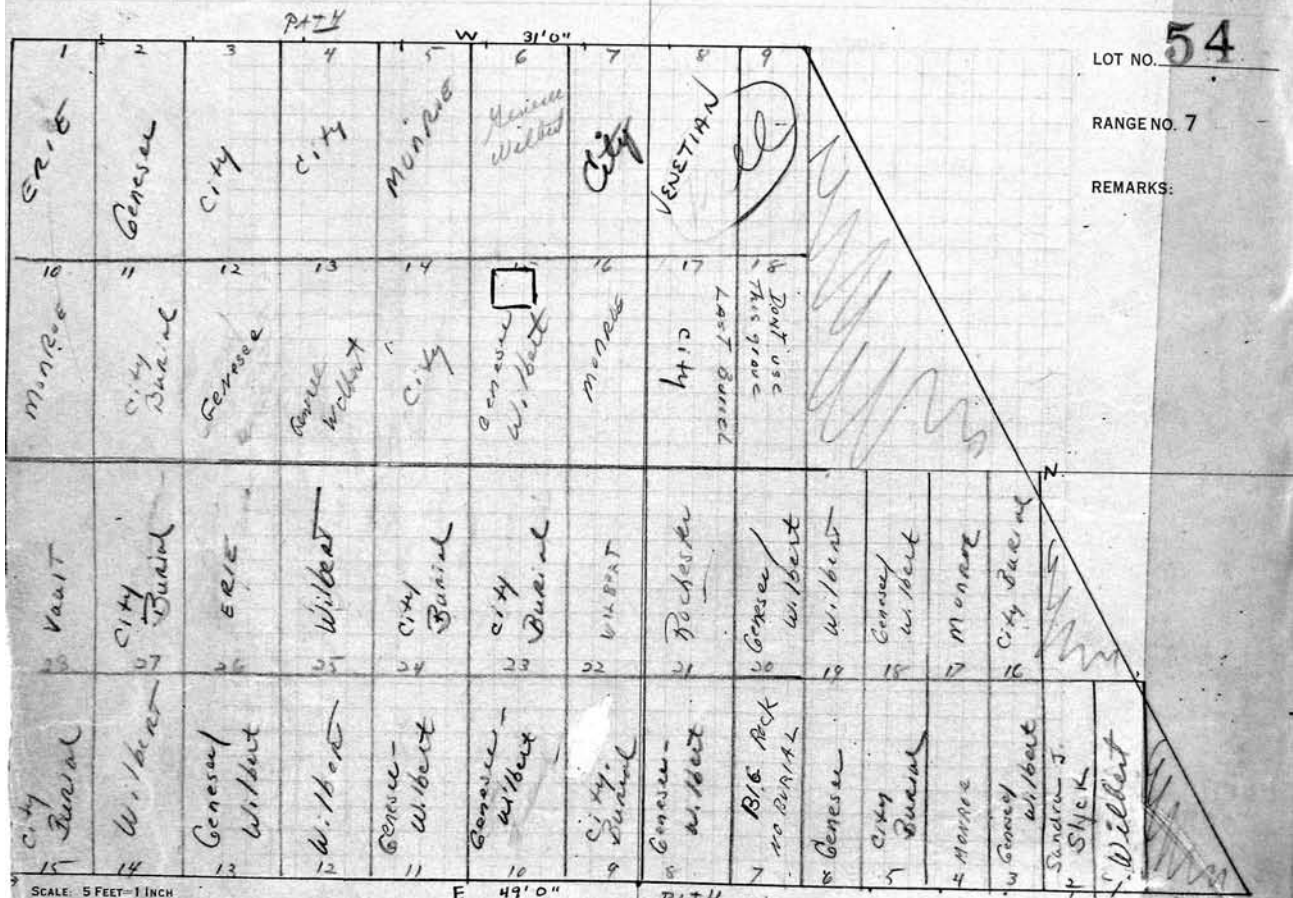 PATH
W 31'0"
LOT NO. 54
RANGE NO. 7
REMARKS:
1 2 3 4 5 6 7 8 9
ERIE
Genesee
City
City
MONROE
Genesee
Wilbert
City
VENETIAN
10 11 12 13 14 15 16 17 18
MONROE
City
Burial
Genesee
Genesee
Wilbert
City
Genesee
Wilbert
MONROE
City
LAST BURIEL
Dont use
This grave
N
Vault
City
Burial
ERIE
Wilbert
City
Burial
City
Burial
WILBERT
Rochester
Genesee/
Wilbert
Wilbert
Genesee/
Wilbert
MONROE
City Burial
28 27 26 25 24 23 22 21 20 19 18 17 16
City
Burial
Wilbert
Genesee/
Wilbert
Wilbert
Genesee-
Wilbert
Genesee-
Wilbert
City-
Burial
Genesee-
Wilbert
BIG Rock
NO BURIAL
Genesee
City
Burial
MONROE
Genesee/
Wilbert
Sandra J.
Slyck
Wilbert
15 14 13 12 11 10 9 8 7 6 5 4 3 2 1
SCALE: 5 FEET=1 INCH
E 49'0"